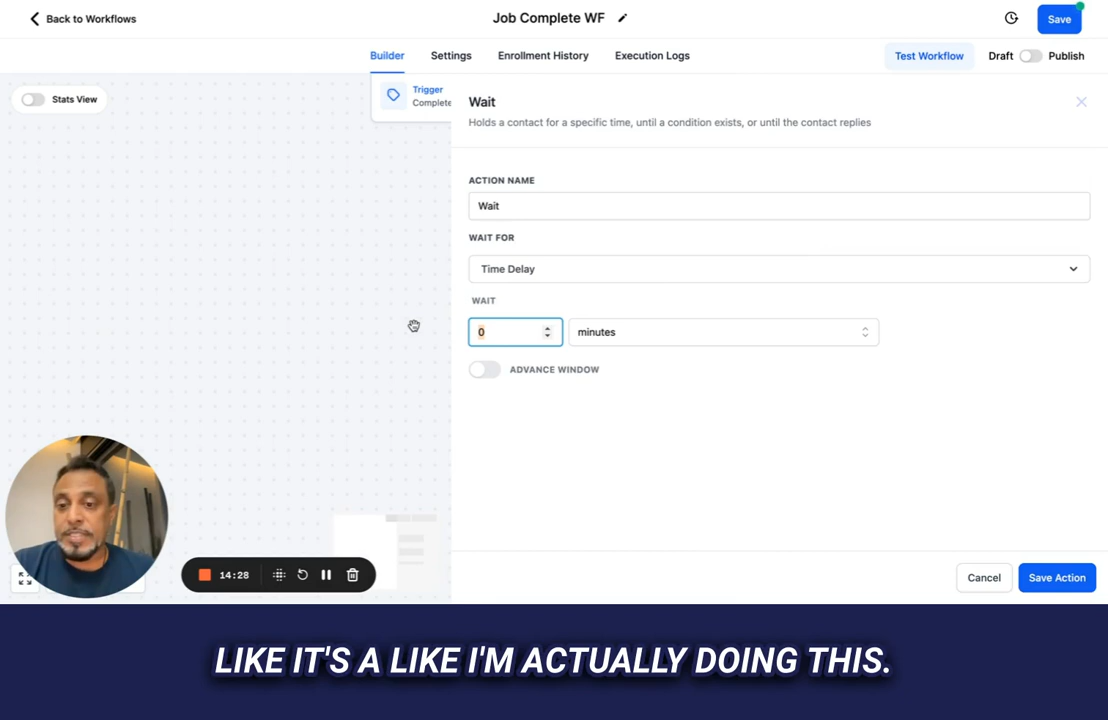 Back to Workflows
Job Complete WF
Save
Builder
Settings
Enrollment History
Execution Logs
Test Workflow
Draft
Publish
Stats View
Trigger
Complete
Wait
Holds a contact for a specific time, until a condition exists, or until the contact replies
ACTION NAME
Wait
WAIT FOR
Time Delay
WAIT
0
minutes
ADVANCE WINDOW
14:28
Cancel
Save Action
LIKE IT'S A LIKE I'M ACTUALLY DOING THIS.